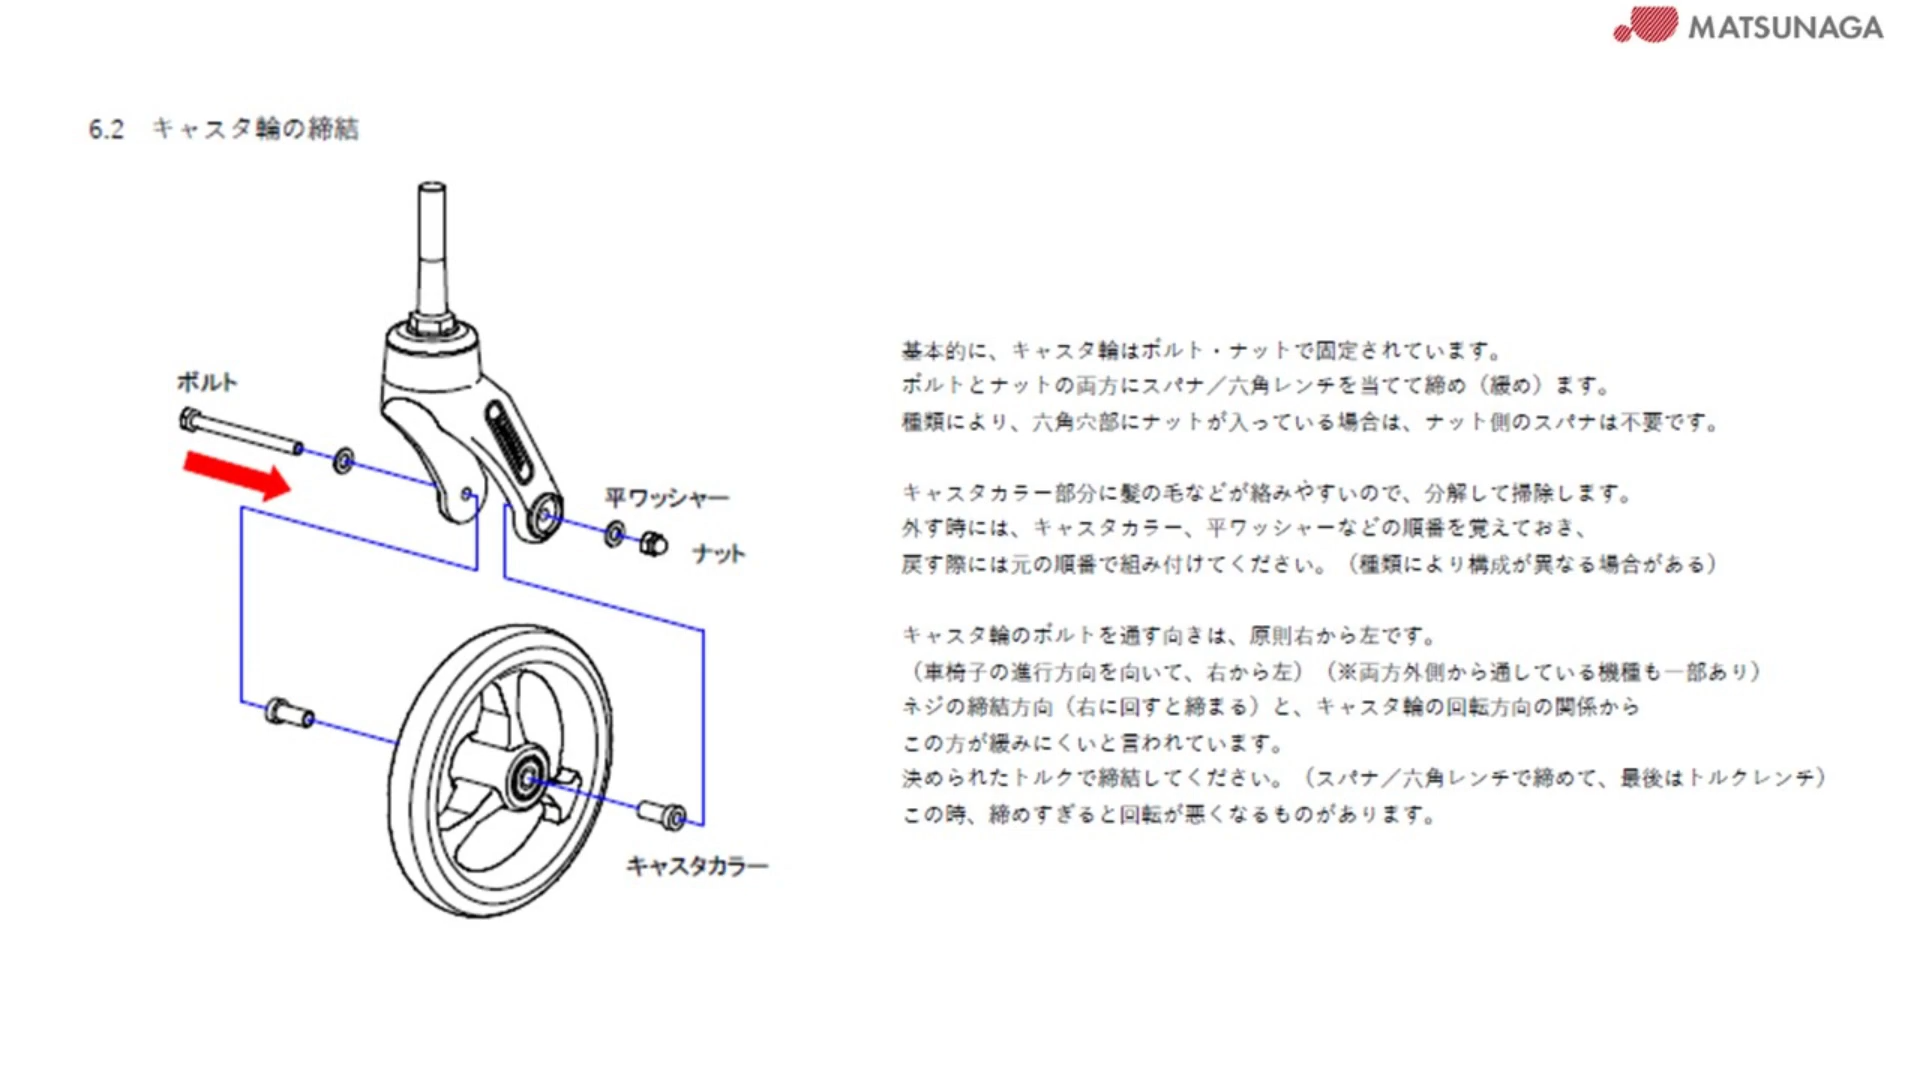 MATSUNAGA
6.2 キャスタ輪の締結
ボルト
平ワッシャー
ナット
キャスタカラー
基本的に、キャスタ輪はボルト・ナットで固定されています。
ボルトとナットの両方にスパナ／六角レンチを当てて締め（緩め）ます。
種類により、六角穴部にナットが入っている場合は、ナット側のスパナは不要です。
キャスタカラー部分に髪の毛などが絡みやすいので、分解して掃除します。
外す時には、キャスタカラー、平ワッシャーなどの順番を覚えておき、
戻す際には元の順番で組み付けてください。（種類により構成が異なる場合がある）
キャスタ輪のボルトを通す向きは、原則右から左です。
（車椅子の進行方向を向いて、右から左）（※両方外側から通している機種も一部あり）
ネジの締結方向（右に回すと締まる）と、キャスタ輪の回転方向の関係から
この方が緩みにくいと言われています。
決められたトルクで締結してください。（スパナ／六角レンチで締めて、最後はトルクレンチ）
この時、締めすぎると回転が悪くなるものがあります。